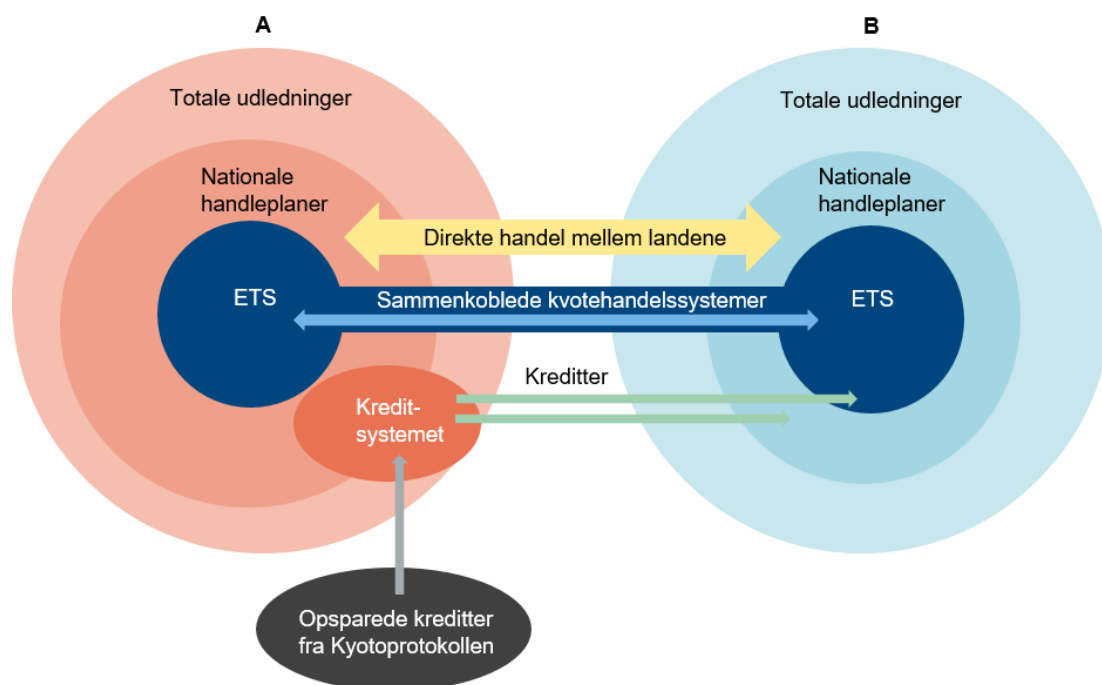 A
B
Totale udledninger
Totale udledninger
Nationale
handleplaner
Nationale
handleplaner
Direkte handel mellem landene
ETS
Sammenkoblede kvotehandelssystemer
ETS
Kreditter
Kredit-
systemet
Opsparede kreditter
fra Kyotoprotokollen